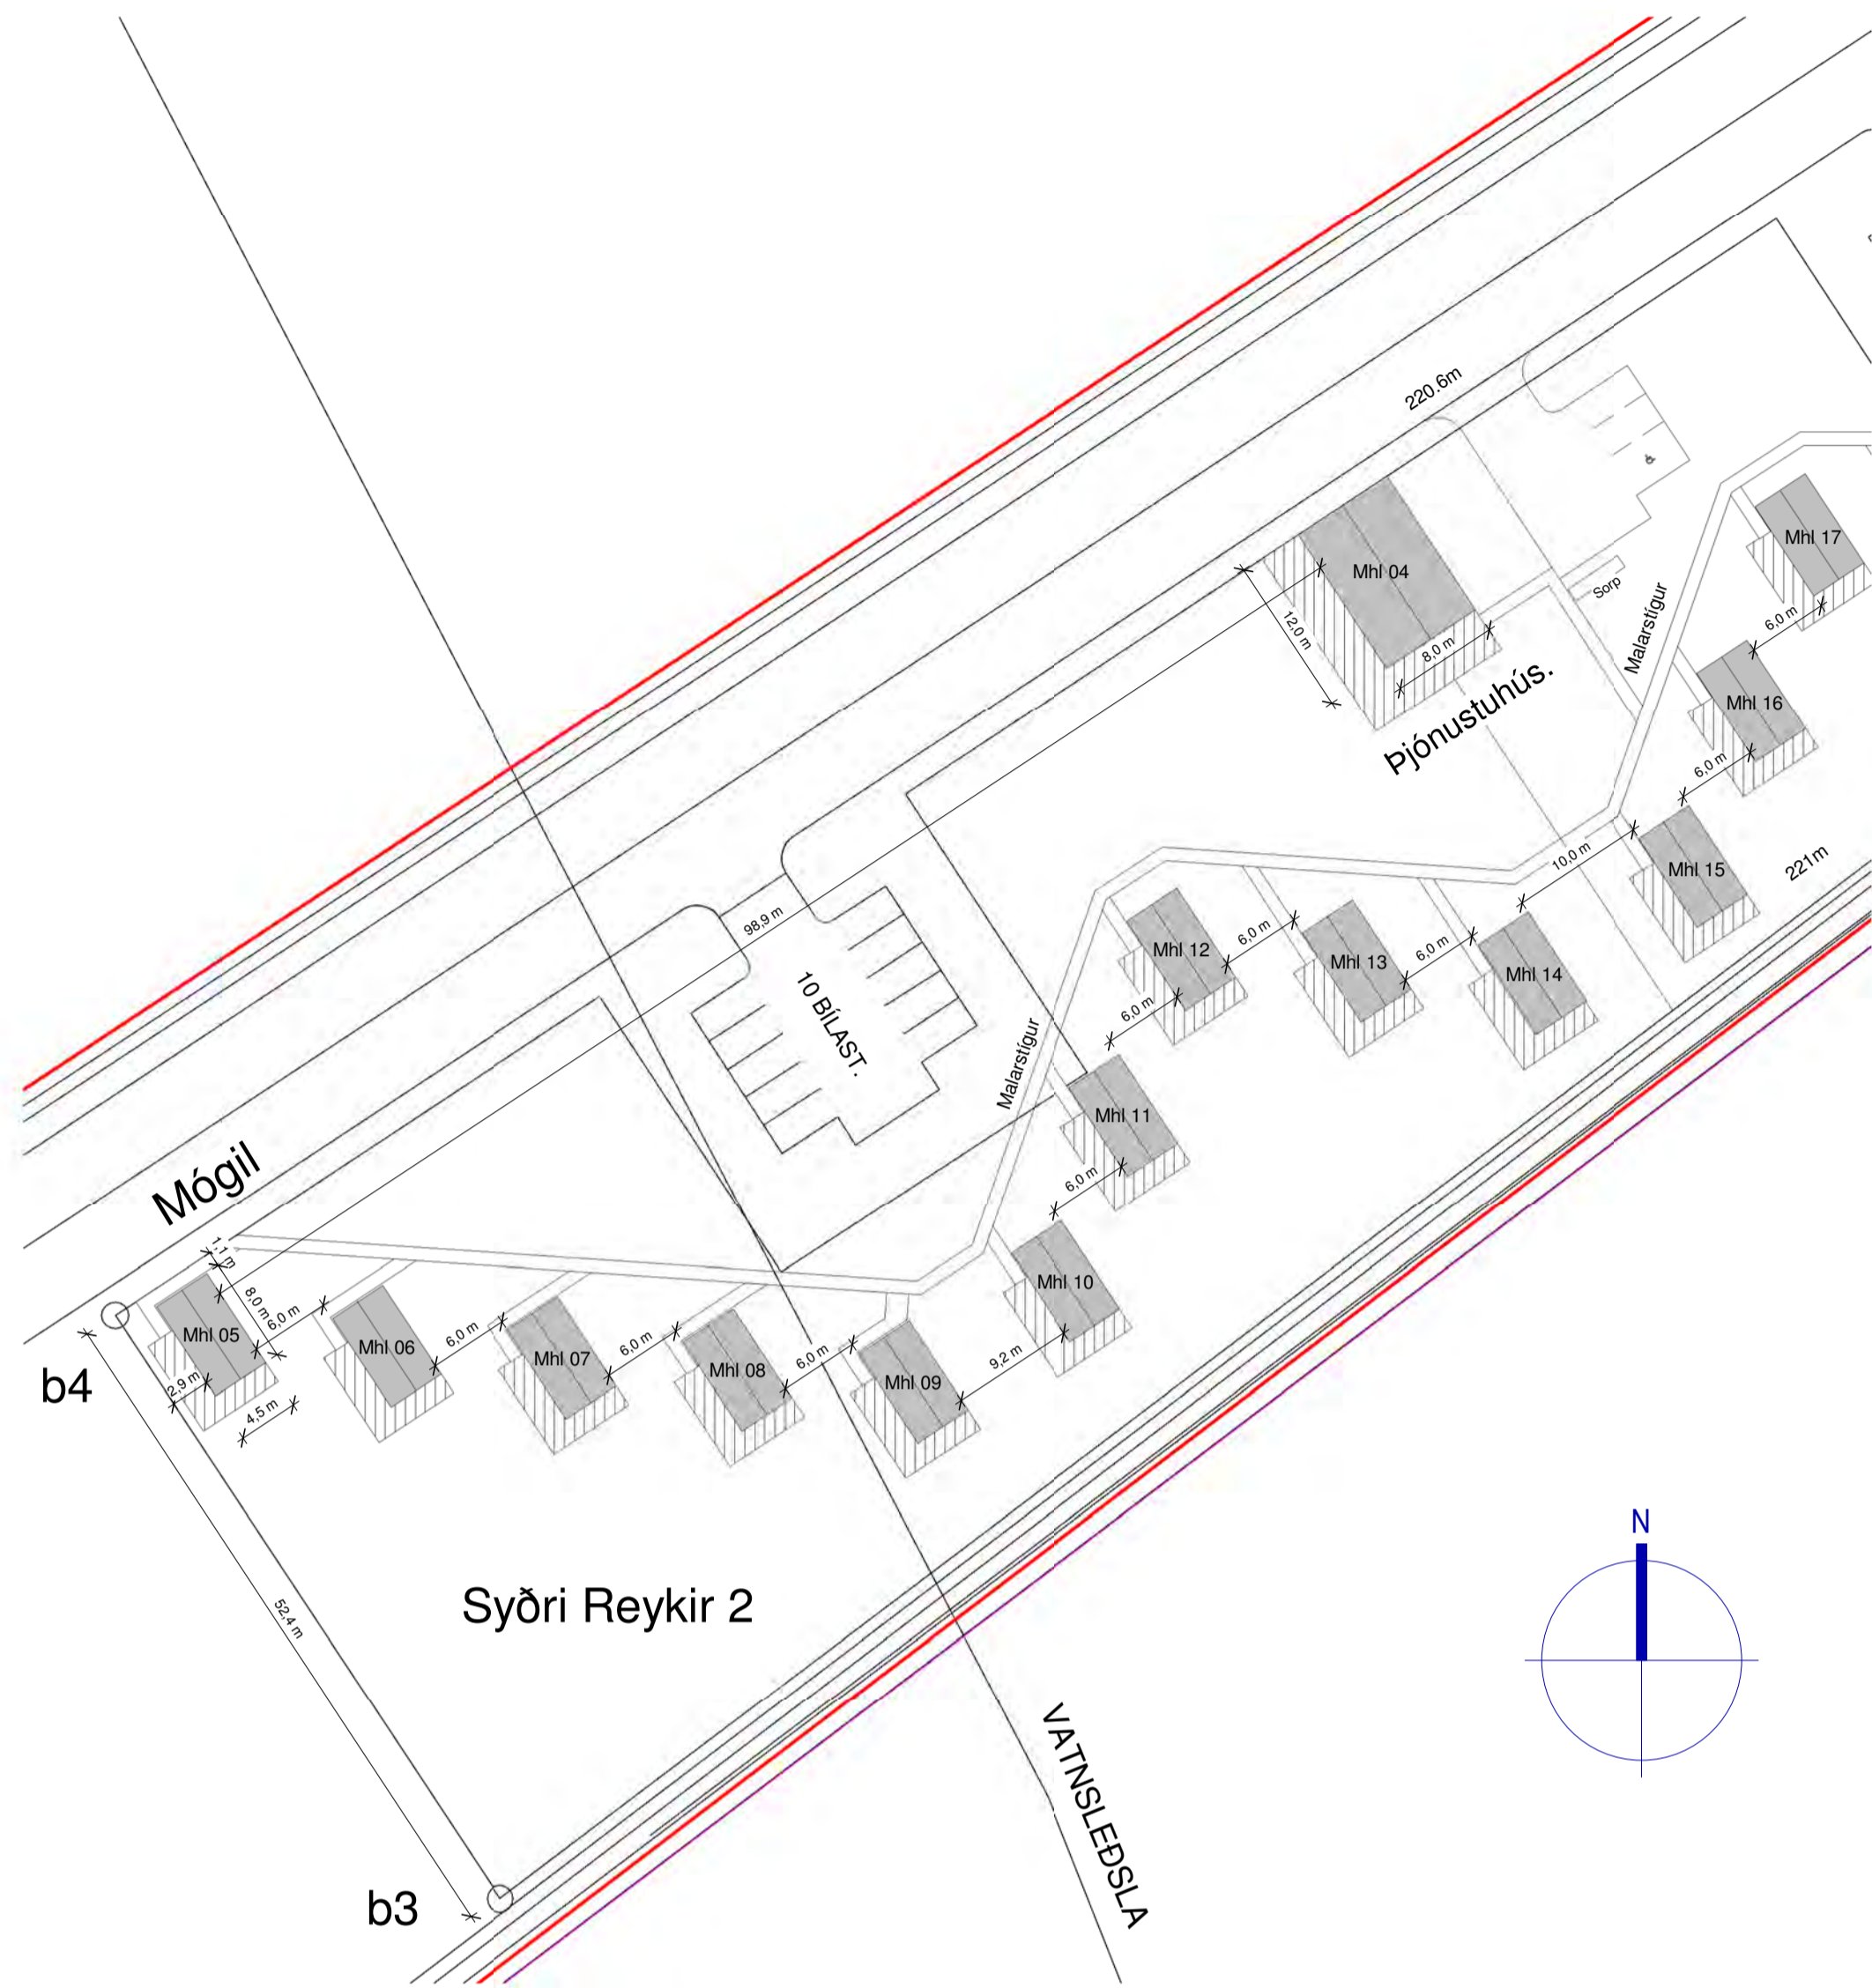 220.6m
Mhl 04
12,0 m
8,0 m
Þjónustuhús.
Sorp
Malarstígur
Mhl 17
6,0 m
Mhl 16
6,0 m
Mhl 15
10,0 m
221m
98,9 m
10 BÍLAST.
Malarstígur
Mhl 12
6,0 m
Mhl 13
6,0 m
Mhl 14
6,0 m
Mhl 11
6,0 m
Mhl 10
9,2 m
Mógil
1,1 m
8,0 m
Mhl 05
6,0 m
Mhl 06
6,0 m
Mhl 07
6,0 m
Mhl 08
6,0 m
Mhl 09
2,9 m
4,5 m
b4
52,4 m
Syðri Reykir 2
N
VATNSLEÐSLA
b3